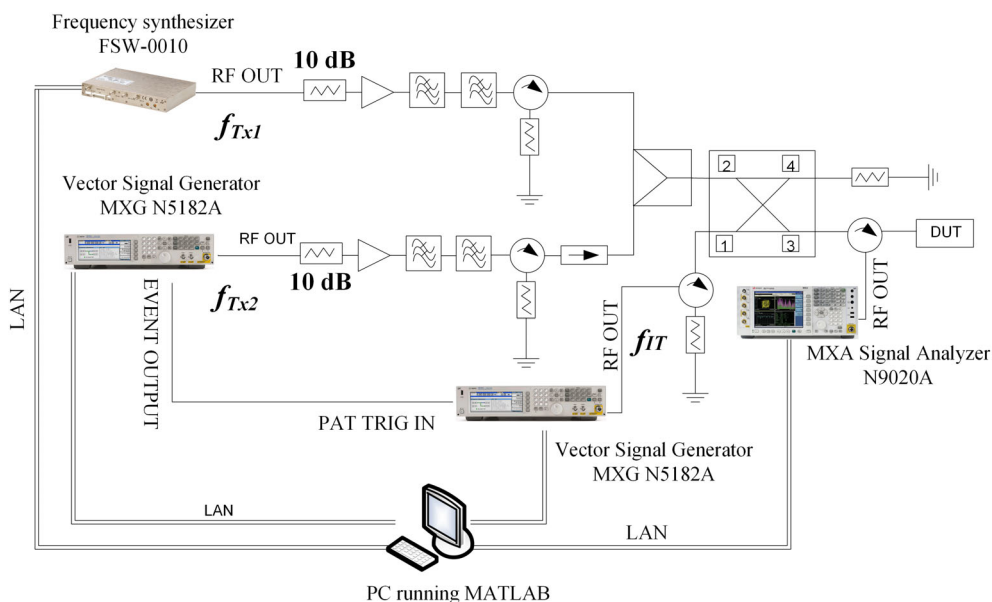 Frequency synthesizer
FSW-0010
RF OUT
10 dB
fTx1
Vector Signal Generator
MXG N5182A
RF OUT
10 dB
fTx2
EVENT OUTPUT
LAN
2
4
1
3
DUT
RF OUT
RF OUT
fIT
MXA Signal Analyzer
N9020A
PAT TRIG IN
Vector Signal Generator
MXG N5182A
LAN
LAN
PC running MATLAB